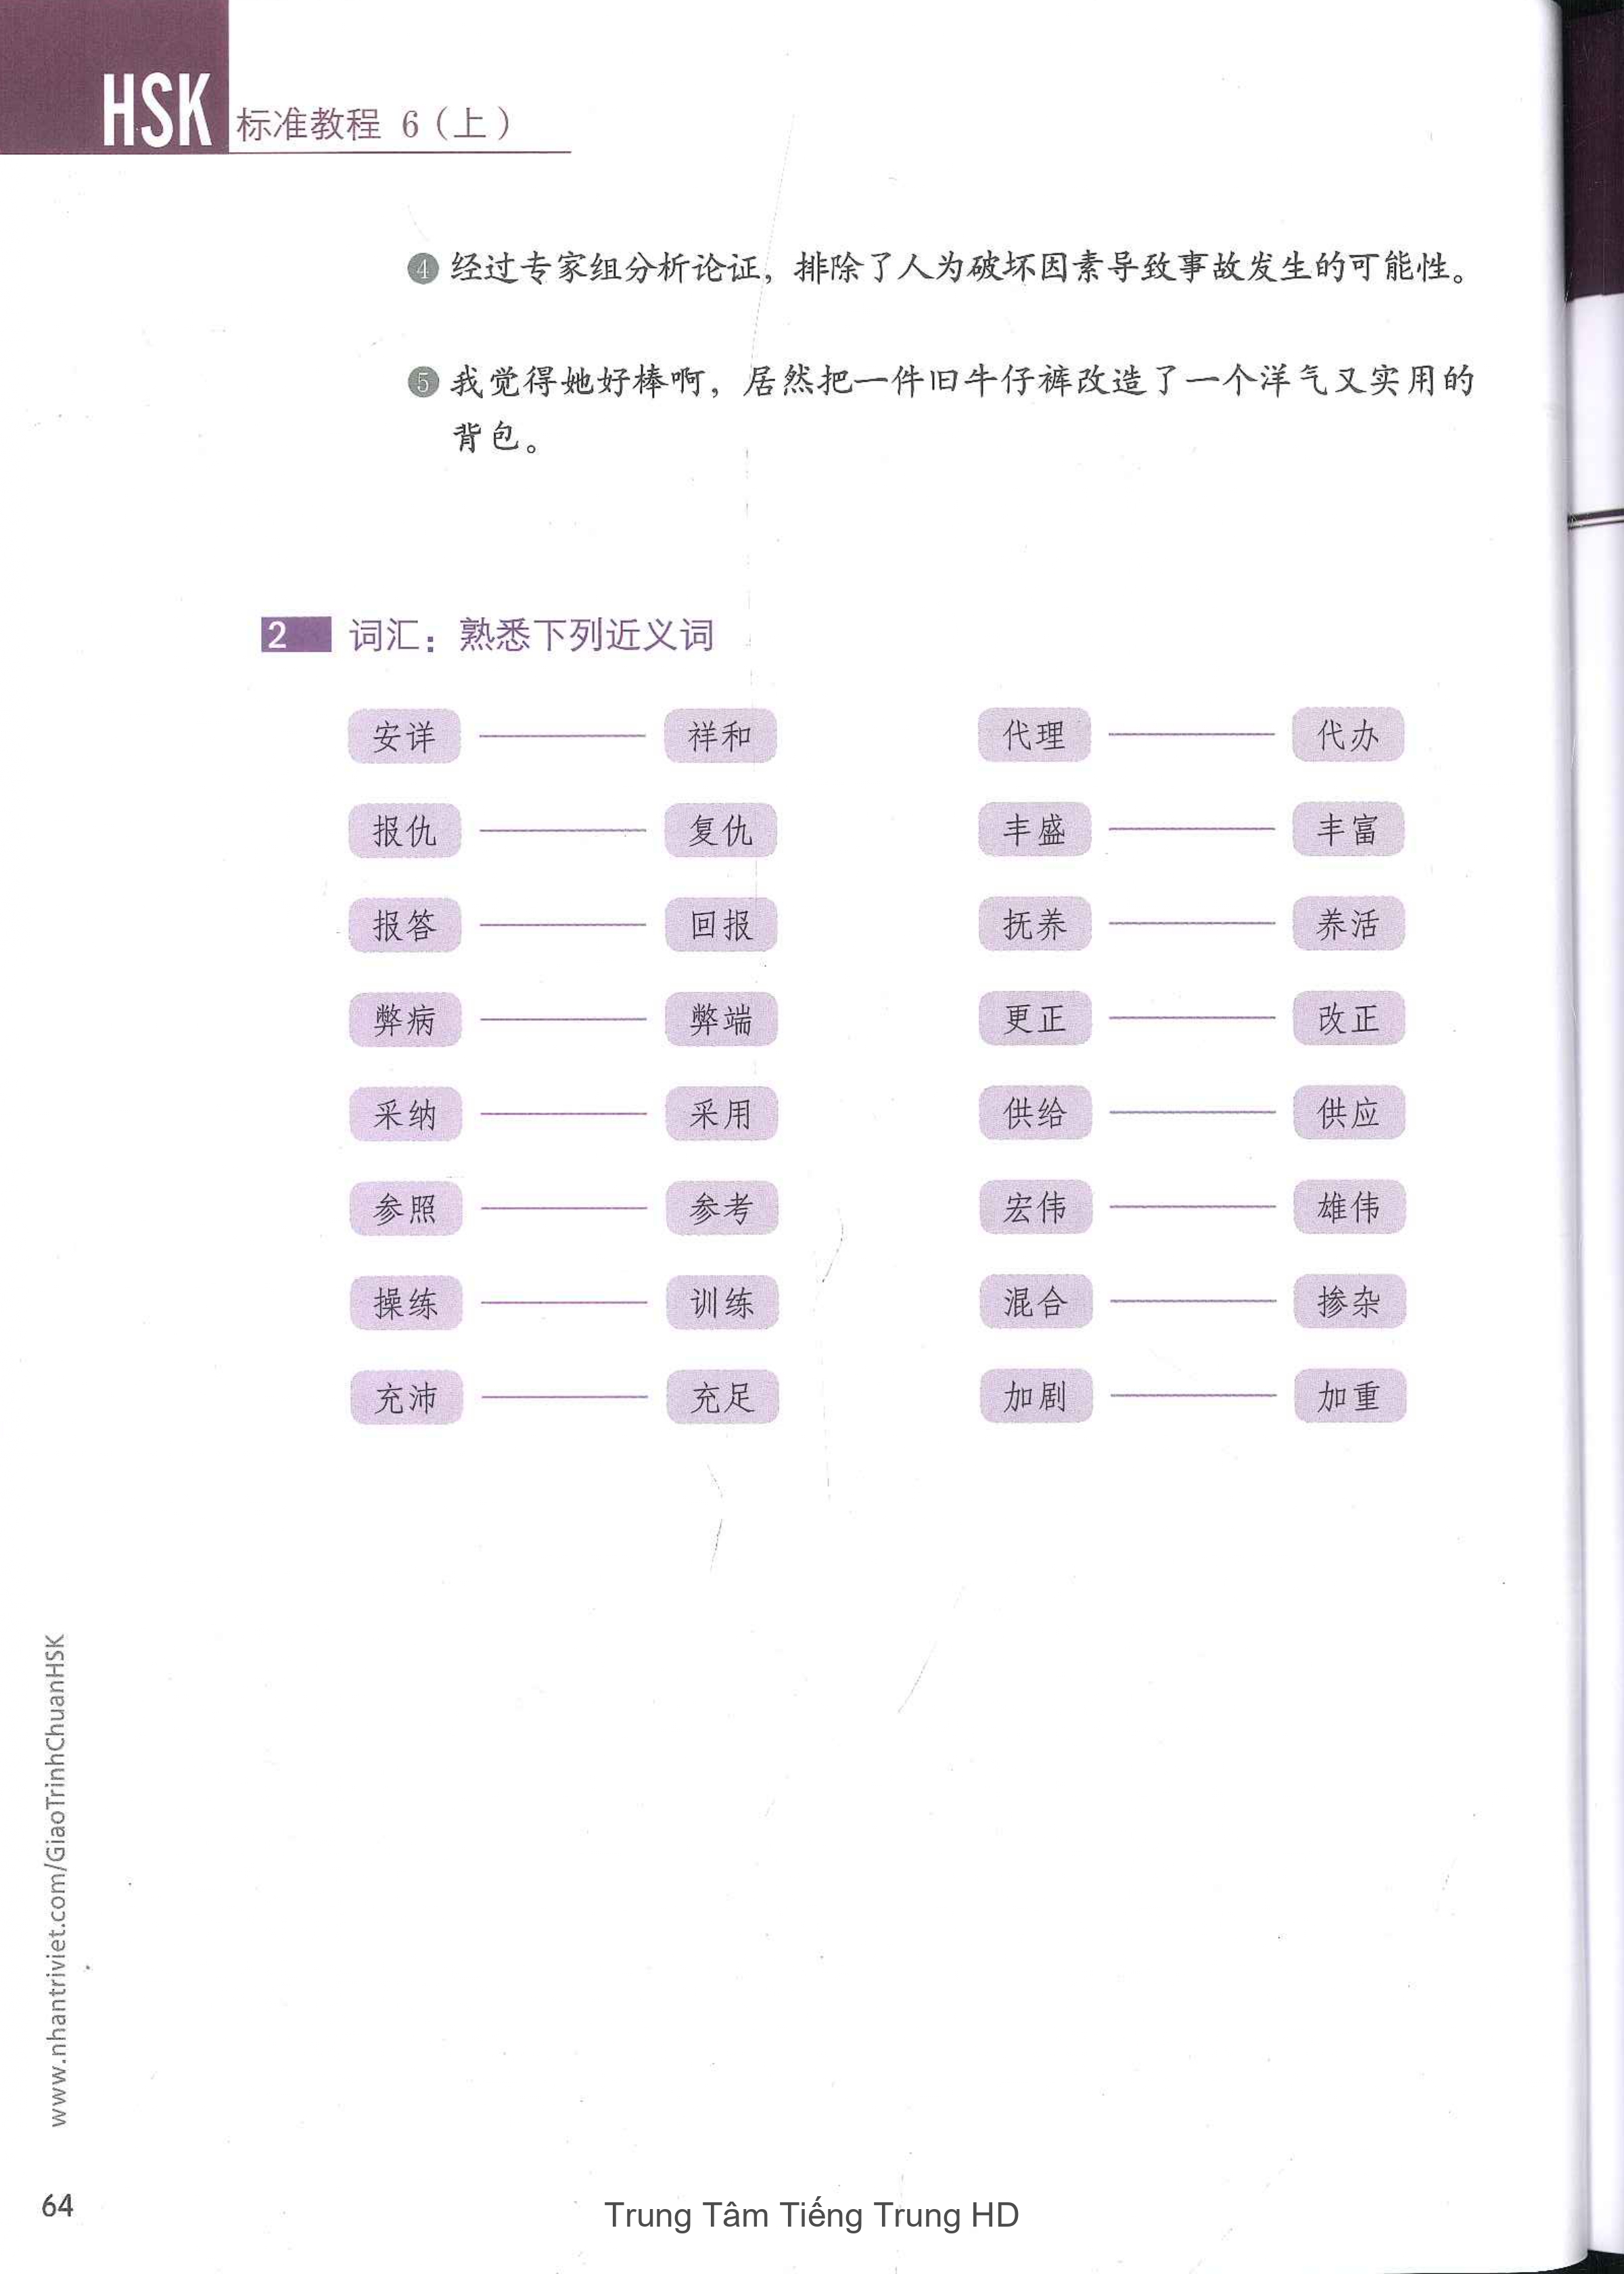 HSK 标准教程 6（上）
❹ 经过专家组分析论证，排除了人为破坏因素导致事故发生的可能性。
❺ 我觉得她好棒啊，居然把一件旧牛仔裤改造了一个洋气又实用的
背包。
2 词汇：熟悉下列近义词
安详 祥和 代理 代办
报仇 复仇 丰盛 丰富
报答 回报 抚养 养活
弊病 弊端 更正 改正
采纳 采用 供给 供应
参照 参考 宏伟 雄伟
操练 训练 混合 掺杂
充沛 充足 加剧 加重
www.nhantriviet.com/GiaoTrinhChuanHSK
64
Trung Tâm Tiếng Trung HD